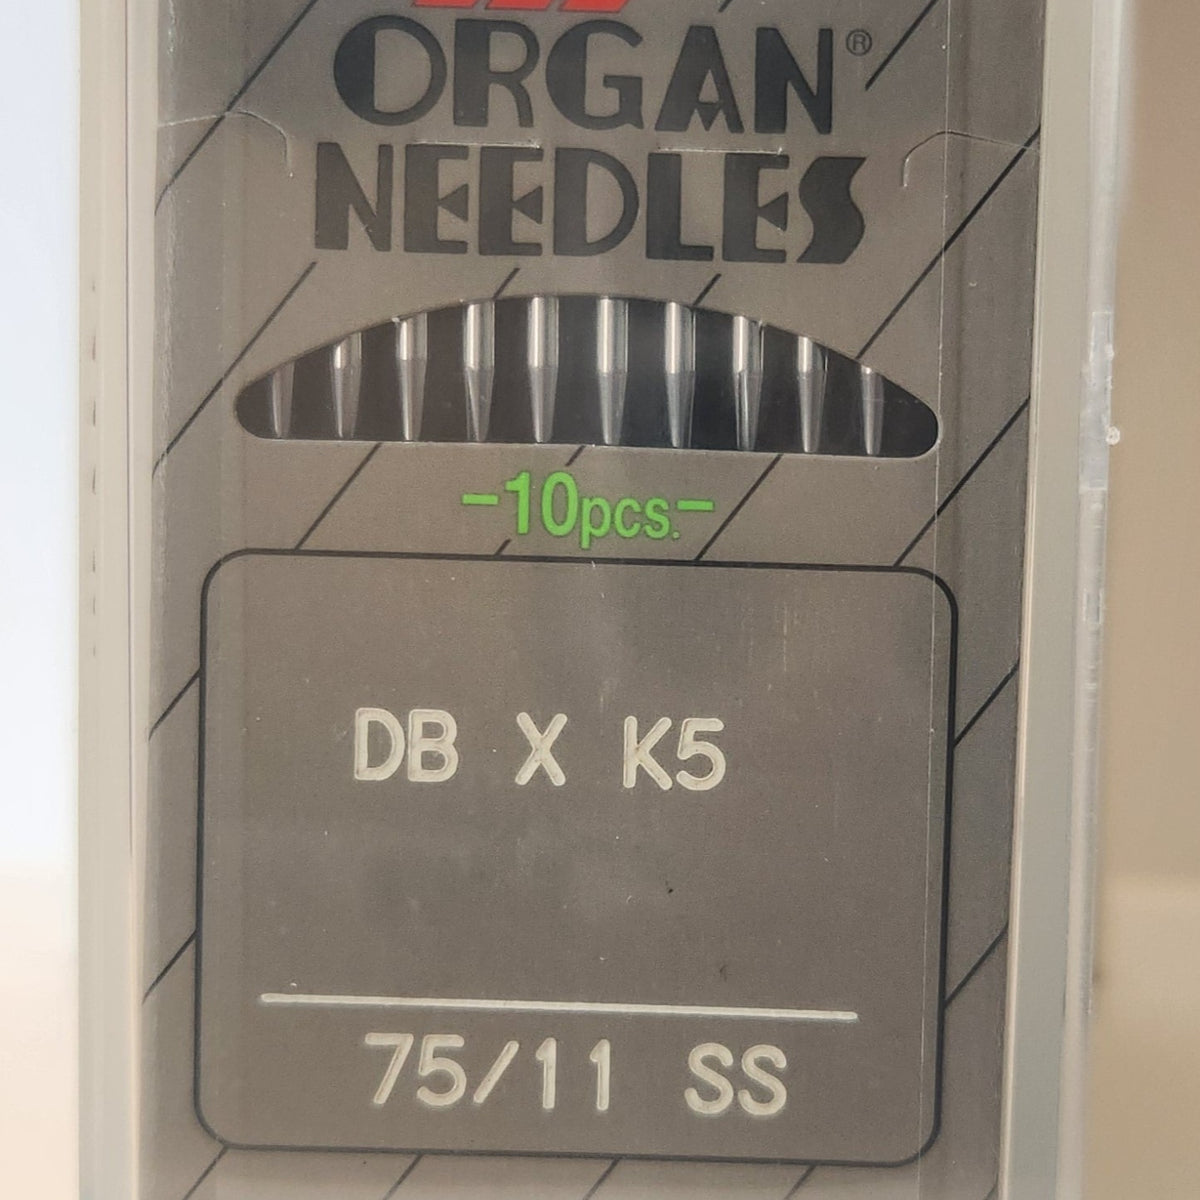 ORGAN®
NEEDLES
-10pcs.-
DB X K5
75/11 SS